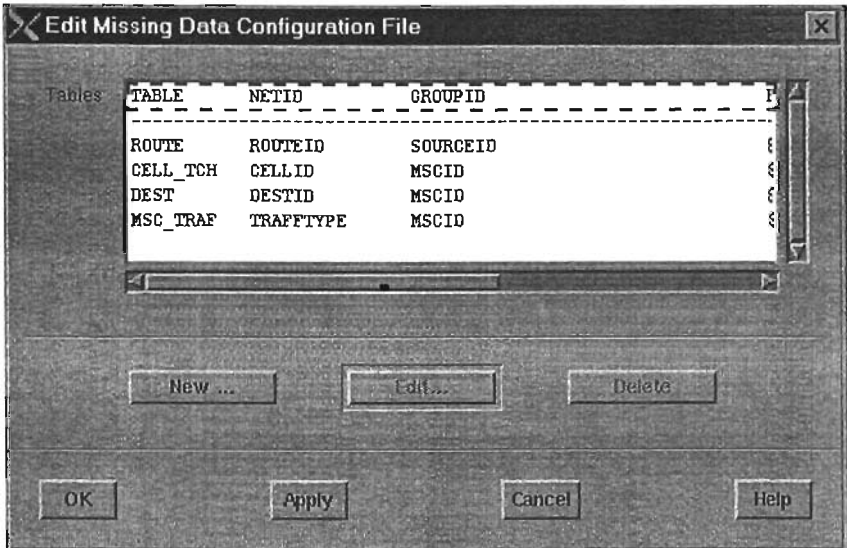 Edit Missing Data Configuration File
Tables
TABLE NETID GROUPID
ROUTE ROUTEID SOURCEID
CELL_TCH CELLID MSCID
DEST DESTID MSCID
MSC_TRAF TRAFFTYPE MSCID
New ... Edit... Delete
OK Apply Cancel Help